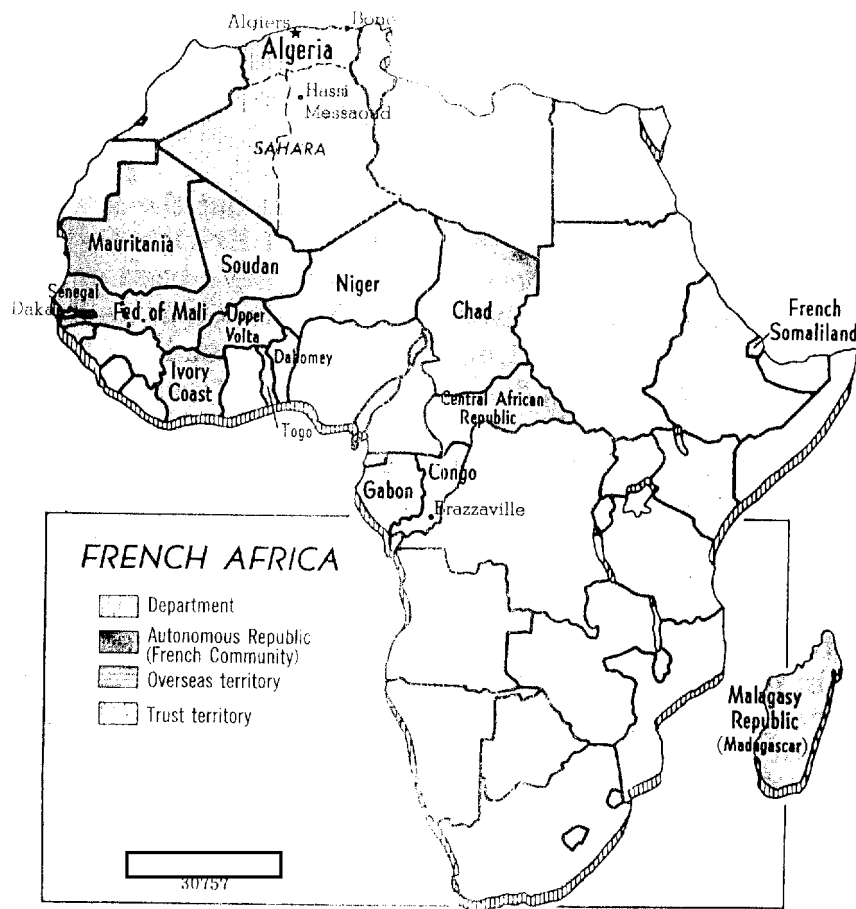 Algiers
Bone
Algeria
Hassi
Messaoud
SAHARA
Mauritania
Soudan
Niger
Chad
Senegal
Dakar
Fed. of Mali
Upper
Volta
Dahomey
French
Somaliland
Ivory
Coast
Togo
Central African
Republic
Congo
Gabon
Brazzaville
FRENCH AFRICA
Department
Autonomous Republic
(French Community)
Overseas territory
Trust territory
Malagasy
Republic
(Madagascar)
30757